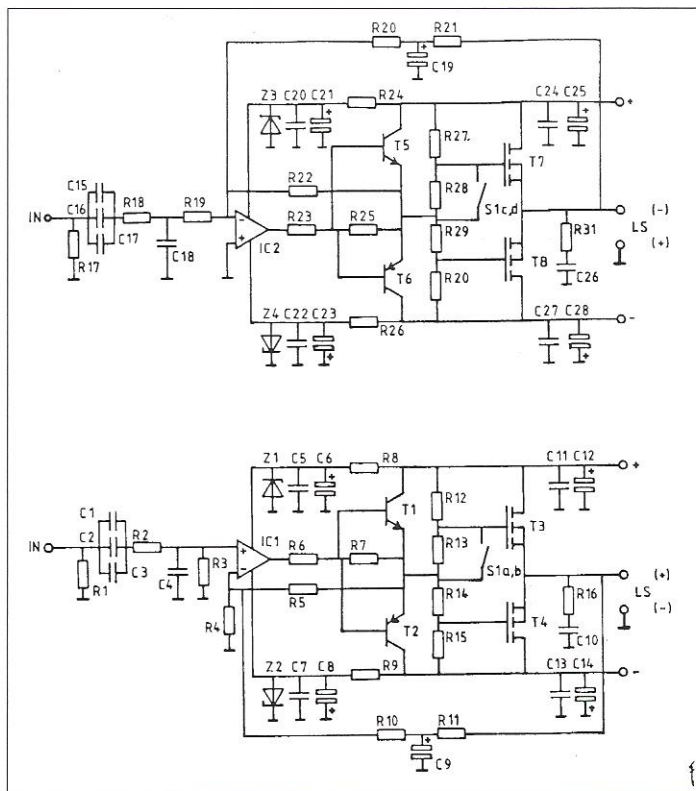 R20 R21
C19
Z3 C20 C21 R24 C24 C25 +
T5 R27
T7
C15 R22 R28
IN C16 R18 R19 S1c,d (-)
C17 R23 R25 R29 LS
R17 C18 IC2 R31 (+)
T8
T6 R20 C26
Z4 C22 C23 R26 C27 C28 -
Z1 C5 C6 R8 C11 C12 +
T1 R12
T3
C1 R13
IN C2 R2 IC1 R6 R7 S1a,b (+)
C3 R5 R14 R16 LS
R1 C4 R3 (-)
R4 T2 R15 T4 C10
Z2 C7 C8 R9 C13 C14 -
R10 R11
C9